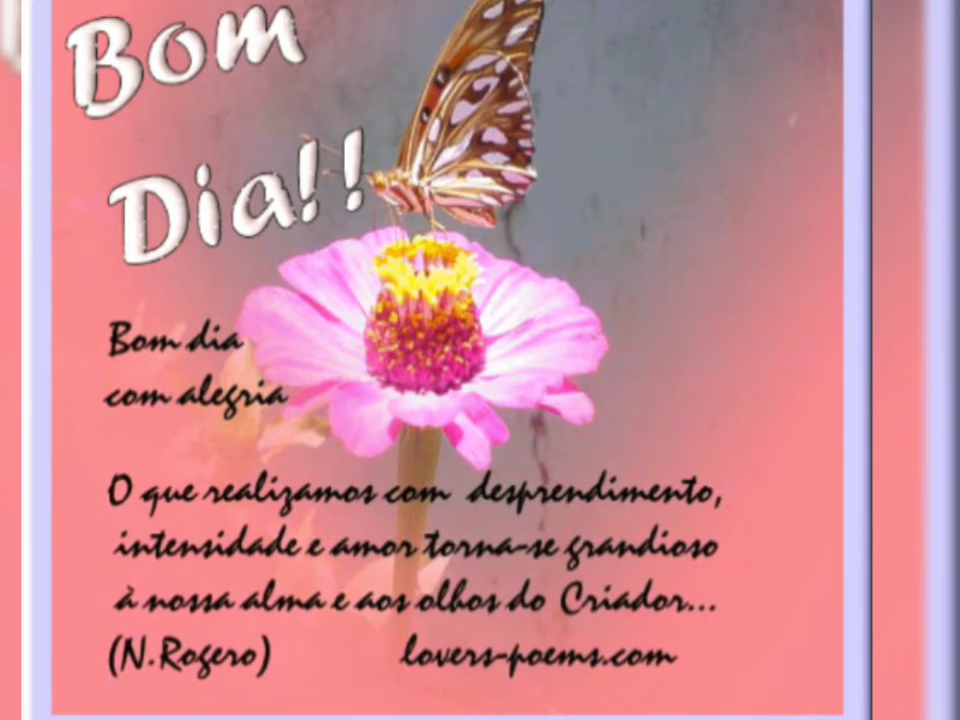 Bom
Dia!!
Bom dia
com alegria
O que realizamos com desprendimento,
intensidade e amor torna-se grandioso
à nossa alma e aos olhos do Criador...
(N.Rogero) lovers-poems.com